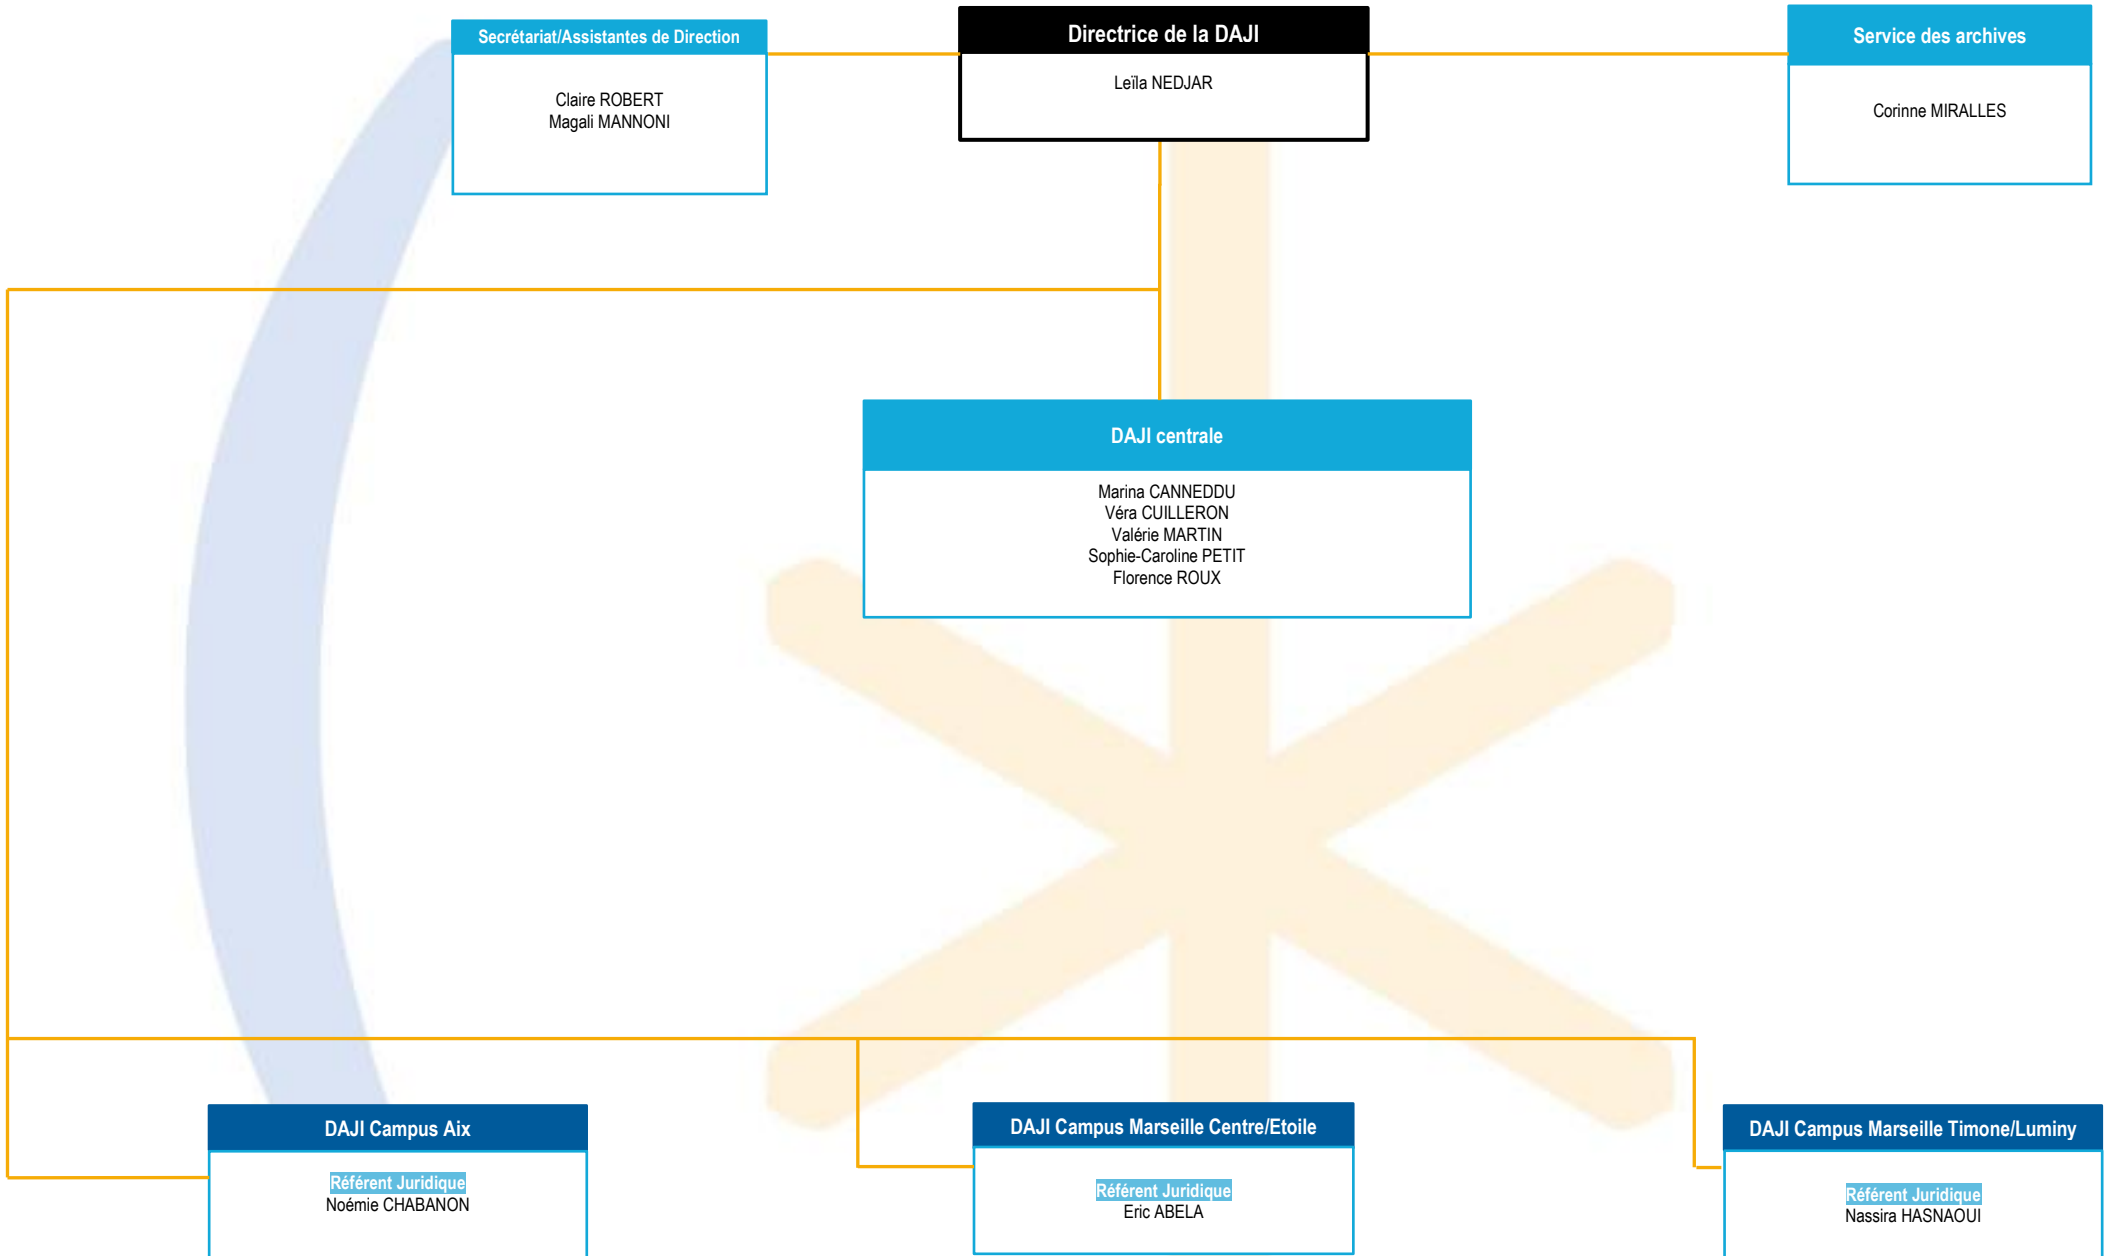 Secrétariat/Assistantes de Direction
Claire ROBERT
Magali MANNONI
Directrice de la DAJI
Leïla NEDJAR
Service des archives
Corinne MIRALLES
DAJI centrale
Marina CANNEDDU
Véra CUILLERON
Valérie MARTIN
Sophie-Caroline PETIT
Florence ROUX
DAJI Campus Aix
Référent Juridique
Noémie CHABANON
DAJI Campus Marseille Centre/Etoile
Référent Juridique
Eric ABELA
DAJI Campus Marseille Timone/Luminy
Référent Juridique
Nassira HASNAOUI